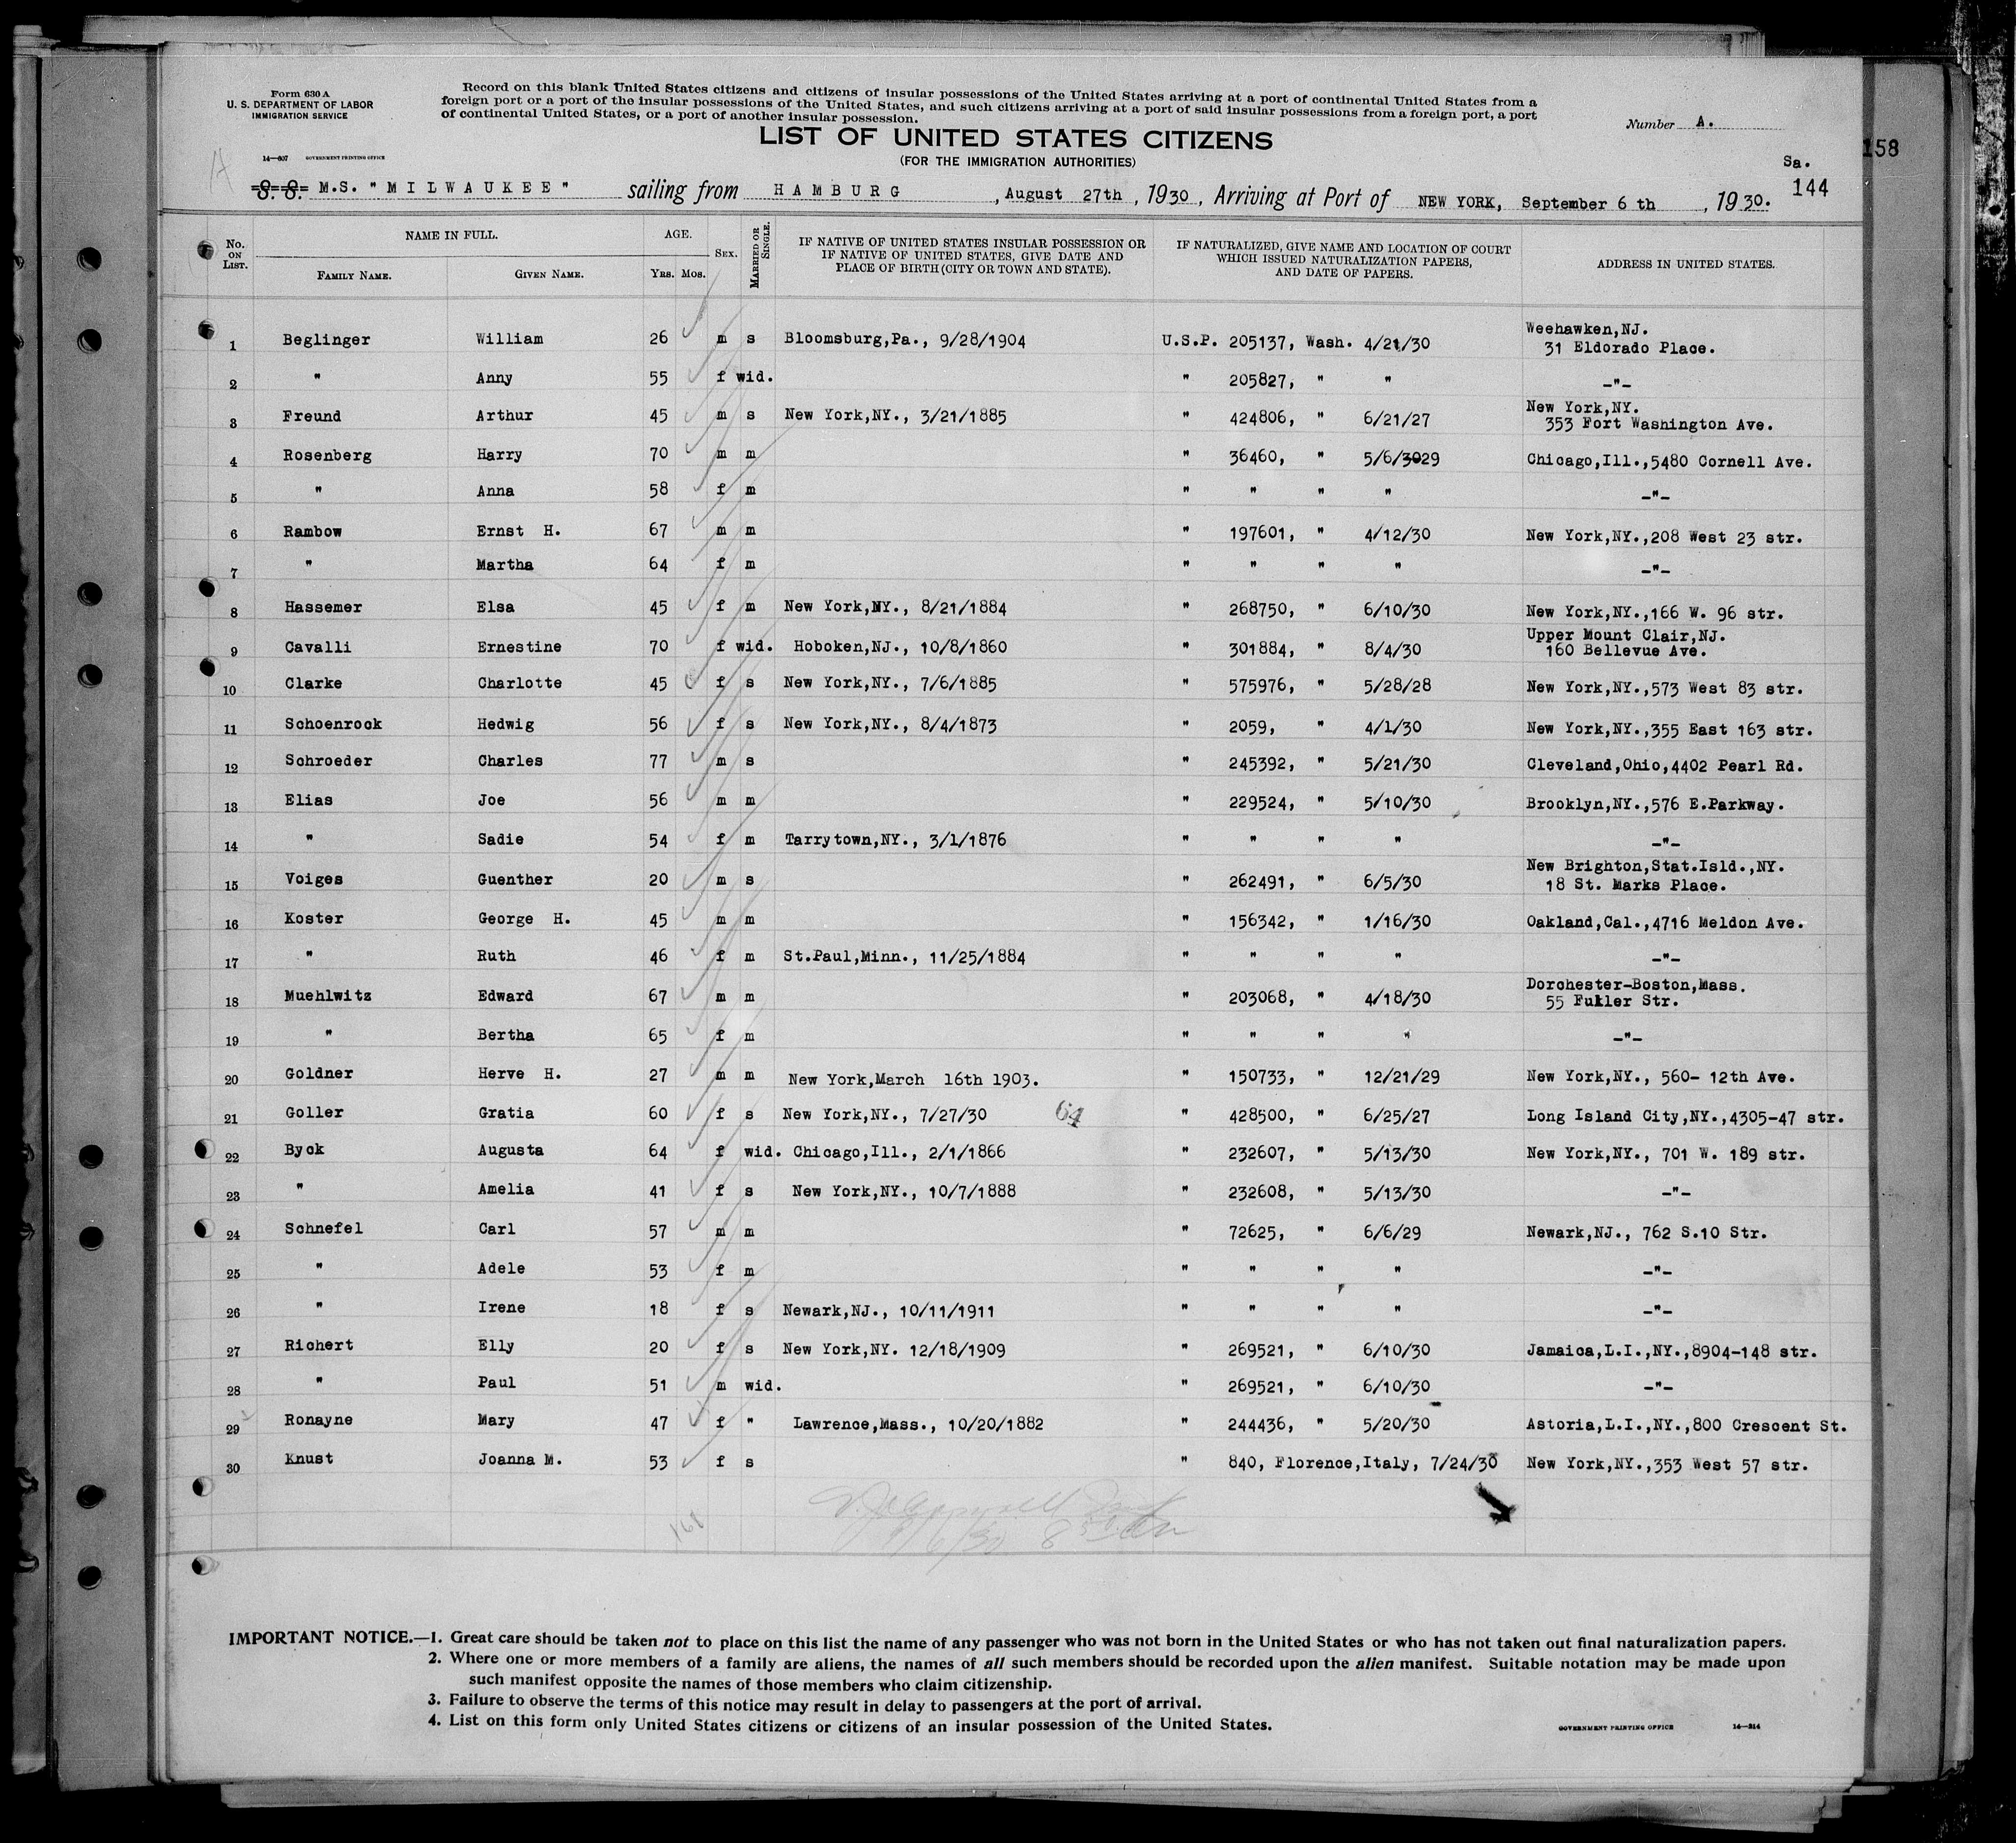 Form 630 A
U. S. DEPARTMENT OF LABOR
IMMIGRATION SERVICE
14—607 GOVERNMENT PRINTING OFFICE
Record on this blank United States citizens and citizens of insular possessions of the United States arriving at a port of continental United States from a
foreign port or a port of the insular possessions of the United States, and such citizens arriving at a port of said insular possessions from a foreign port, a port
of continental United States, or a port of another insular possession.
LIST OF UNITED STATES CITIZENS
(FOR THE IMMIGRATION AUTHORITIES)
Number A.
158
Sa.
144
A
S. S. M.S. "MILWAUKEE" sailing from HAMBURG, August 27th, 1930, Arriving at Port of NEW YORK, September 6 th, 1930.
No. ON LIST. NAME IN FULL. FAMILY NAME. GIVEN NAME. AGE. YRS. MOS. SEX. MARRIED OR SINGLE. IF NATIVE OF UNITED STATES INSULAR POSSESSION OR IF NATIVE OF UNITED STATES, GIVE DATE AND PLACE OF BIRTH (CITY OR TOWN AND STATE). IF NATURALIZED, GIVE NAME AND LOCATION OF COURT WHICH ISSUED NATURALIZATION PAPERS, AND DATE OF PAPERS. ADDRESS IN UNITED STATES.
1 Beglinger William 26 m s Bloomsburg,Pa., 9/28/1904 U.S.P. 205137, Wash. 4/21/30 Weehawken,NJ. 31 Eldorado Place.
2 " Anny 55 f wid. " 205827, " " -"-
3 Freund Arthur 45 m s New York,NY., 3/21/1885 " 424806, " 6/21/27 New York,NY. 353 Fort Washington Ave.
4 Rosenberg Harry 70 m m " 36460, " 5/6/3029 Chicago,Ill.,5480 Cornell Ave.
5 " Anna 58 f m " " " " -"-
6 Rambow Ernst H. 67 m m " 197601, " 4/12/30 New York,NY.,208 West 23 str.
7 " Martha 64 f m " " " " -"-
8 Hassemer Elsa 45 f m New York,NY., 8/21/1884 " 268750, " 6/10/30 New York,NY.,166 W. 96 str.
9 Cavalli Ernestine 70 f wid. Hoboken,NJ., 10/8/1860 " 301884, " 8/4/30 Upper Mount Clair,NJ. 160 Bellevue Ave.
10 Clarke Charlotte 45 f s New York,NY., 7/6/1885 " 575976, " 5/28/28 New York,NY.,573 West 83 str.
11 Schoenrock Hedwig 56 f s New York,NY., 8/4/1873 " 2059, " 4/1/30 New York,NY.,355 East 163 str.
12 Schroeder Charles 77 m s " 245392, " 5/21/30 Cleveland,Ohio,4402 Pearl Rd.
13 Elias Joe 56 m m " 229524, " 5/10/30 Brooklyn,NY.,576 E.Parkway.
14 " Sadie 54 f m Tarrytown,NY., 3/1/1876 " " " " -"-
15 Voiges Guenther 20 m s " 262491, " 6/5/30 New Brighton,Stat.Isld.,NY. 18 St. Marks Place.
16 Koster George H. 45 m m " 156342, " 1/16/30 Oakland,Cal.,4716 Meldon Ave.
17 " Ruth 46 f m St.Paul,Minn., 11/25/1884 " " " " -"-
18 Muehlwitz Edward 67 m m " 203068, " 4/18/30 Dorchester-Boston,Mass. 55 Fuller Str.
19 " Bertha 65 f m " " " " -"-
20 Goldner Herve H. 27 m m New York,March 16th 1903. " 150733, " 12/21/29 New York,NY., 560- 12th Ave.
21 Goller Gratia 60 f s New York,NY., 7/27/30 64 " 428500, " 6/25/27 Long Island City,NY.,4305-47 str.
22 Byck Augusta 64 f wid. Chicago,Ill., 2/1/1866 " 232607, " 5/13/30 New York,NY., 701 W. 189 str.
23 " Amelia 41 f s New York,NY., 10/7/1888 " 232608, " 5/13/30 -"-
24 Schnefel Carl 57 m m " 72625, " 6/6/29 Newark,NJ., 762 S.10 Str.
25 " Adele 53 f m " " " " -"-
26 " Irene 18 f s Newark,NJ., 10/11/1911 " " " " -"-
27 Richert Elly 20 f s New York,NY. 12/18/1909 " 269521, " 6/10/30 Jamaica,L.I.,NY.,8904-148 str.
28 " Paul 51 m wid. " 269521, " 6/10/30 -"-
29 Ronayne Mary 47 f " Lawrence,Mass., 10/20/1882 " 244436, " 5/20/30 Astoria,L.I.,NY.,800 Crescent St.
30 Knust Joanna M. 53 f s " 840, Florence,Italy, 7/24/30 New York,NY.,353 West 57 str.
161
9/6/30
IMPORTANT NOTICE.—1. Great care should be taken not to place on this list the name of any passenger who was not born in the United States or who has not taken out final naturalization papers.
2. Where one or more members of a family are aliens, the names of all such members should be recorded upon the alien manifest. Suitable notation may be made upon
such manifest opposite the names of those members who claim citizenship.
3. Failure to observe the terms of this notice may result in delay to passengers at the port of arrival.
4. List on this form only United States citizens or citizens of an insular possession of the United States.
GOVERNMENT PRINTING OFFICE 14—314